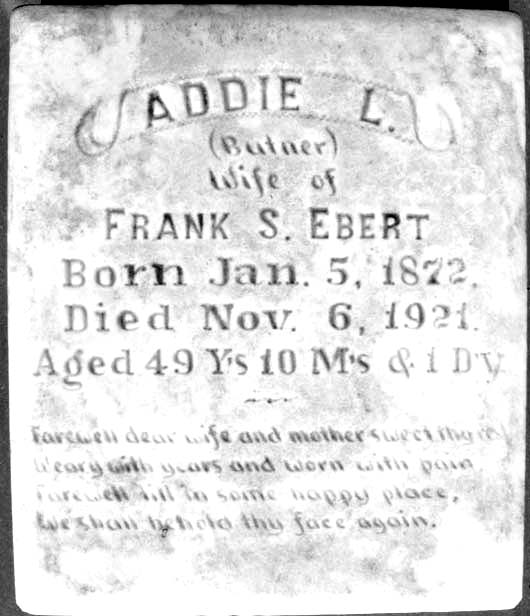 ADDIE L.
(Butner)
Wife of
FRANK S. EBERT
Born Jan. 5, 1872.
Died Nov. 6, 1921.
Aged 49 Y's 10 M's & 1 D'y
Farewell dear wife and mother sweet thy rest
Weary with years and worn with pain
Farewell till in some happy place,
We shall behold thy face again.